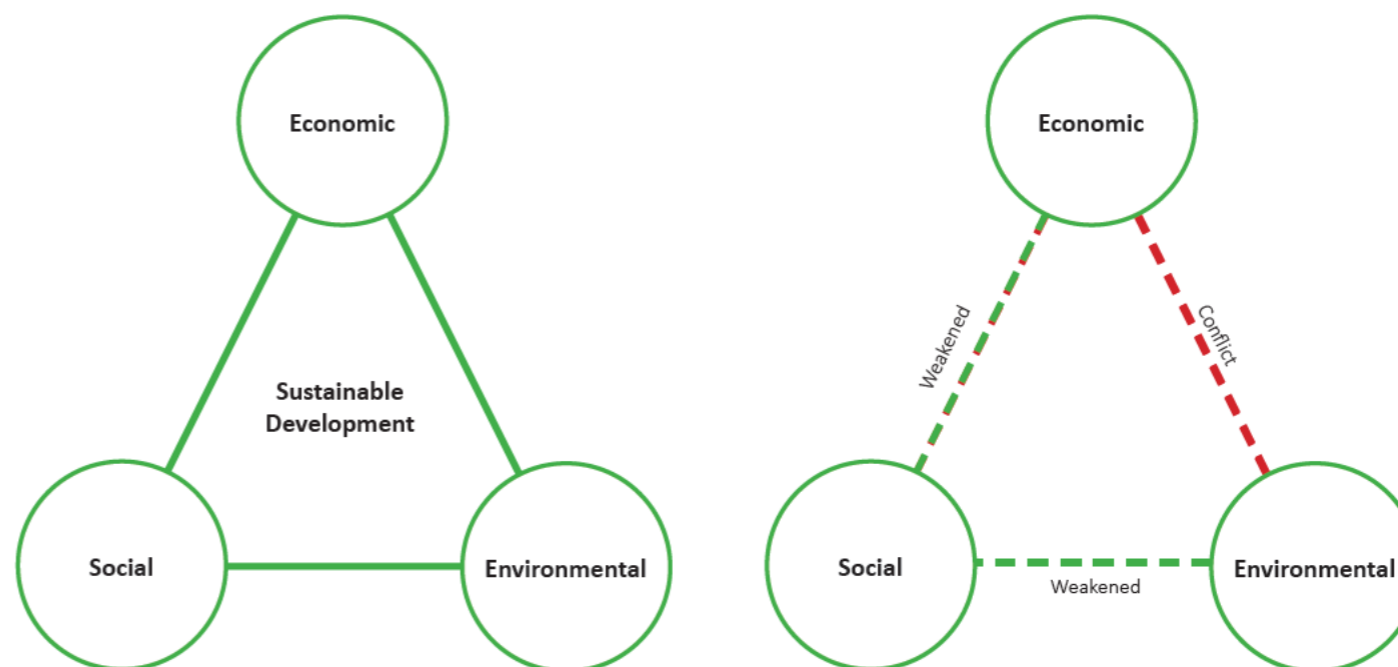 Economic
Sustainable
Development
Social
Environmental
Economic
Weakened
Conflict
Social
Weakened
Environmental